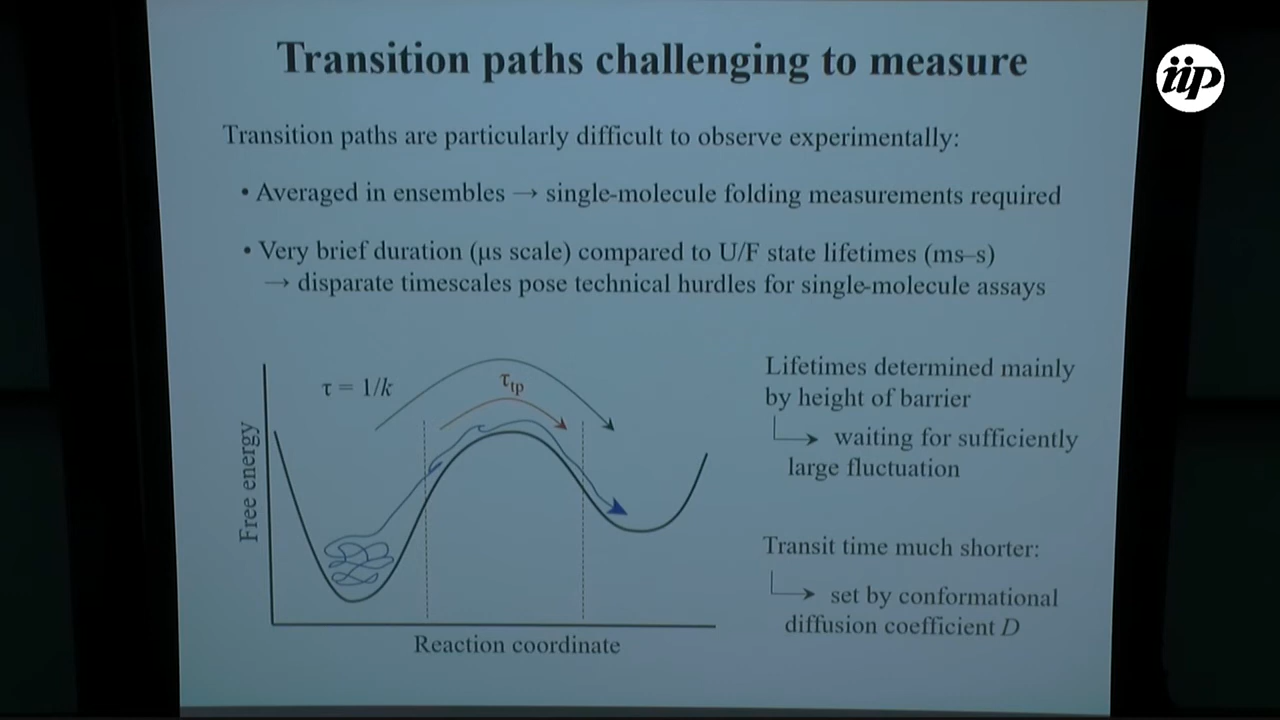 Transition paths challenging to measure
iip
Transition paths are particularly difficult to observe experimentally:
• Averaged in ensembles → single-molecule folding measurements required
• Very brief duration (μs scale) compared to U/F state lifetimes (ms–s)
→ disparate timescales pose technical hurdles for single-molecule assays
τ = 1/k
τtp
Free energy
Reaction coordinate
Lifetimes determined mainly
by height of barrier
waiting for sufficiently
large fluctuation
Transit time much shorter:
set by conformational
diffusion coefficient D